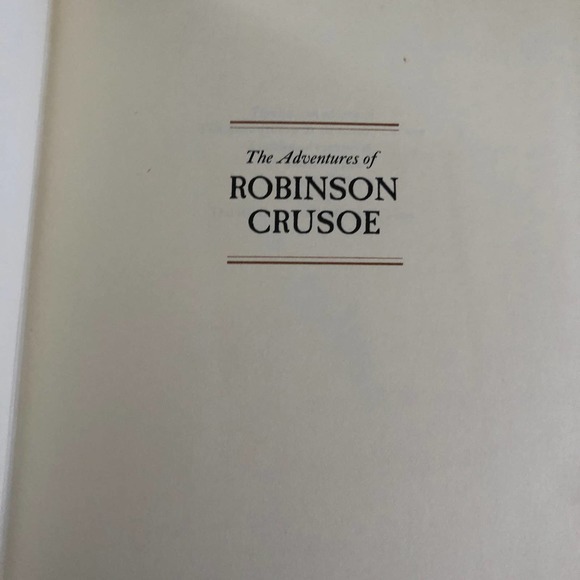 The Adventures of
ROBINSON
CRUSOE